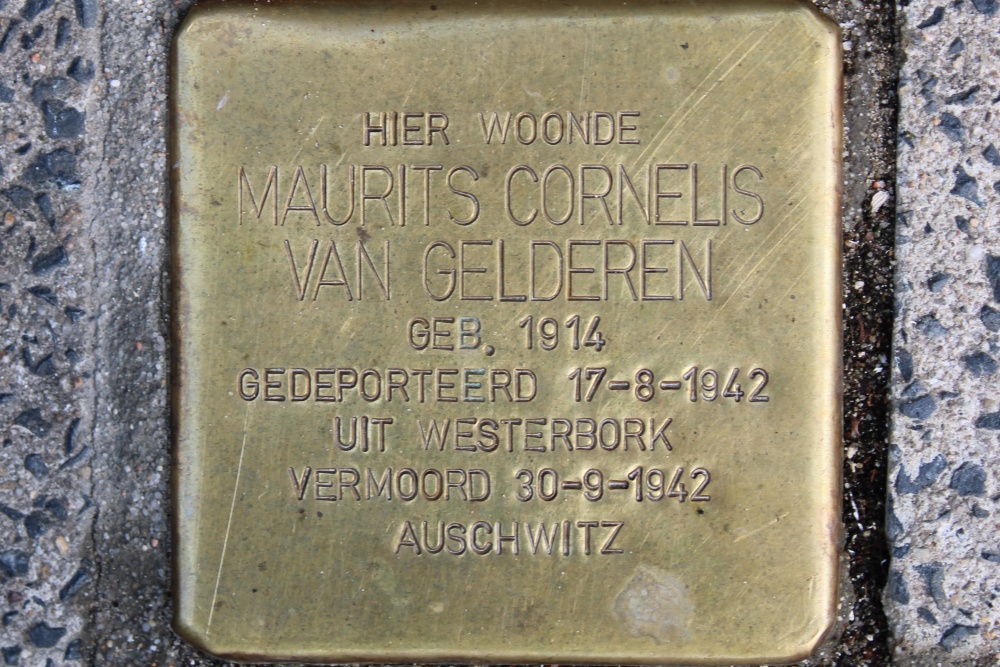 HIER WOONDE
MAURITS CORNELIS
VAN GELDEREN
GEB. 1914
GEDEPORTEERD 17-8-1942
UIT WESTERBORK
VERMOORD 30-9-1942
AUSCHWITZ